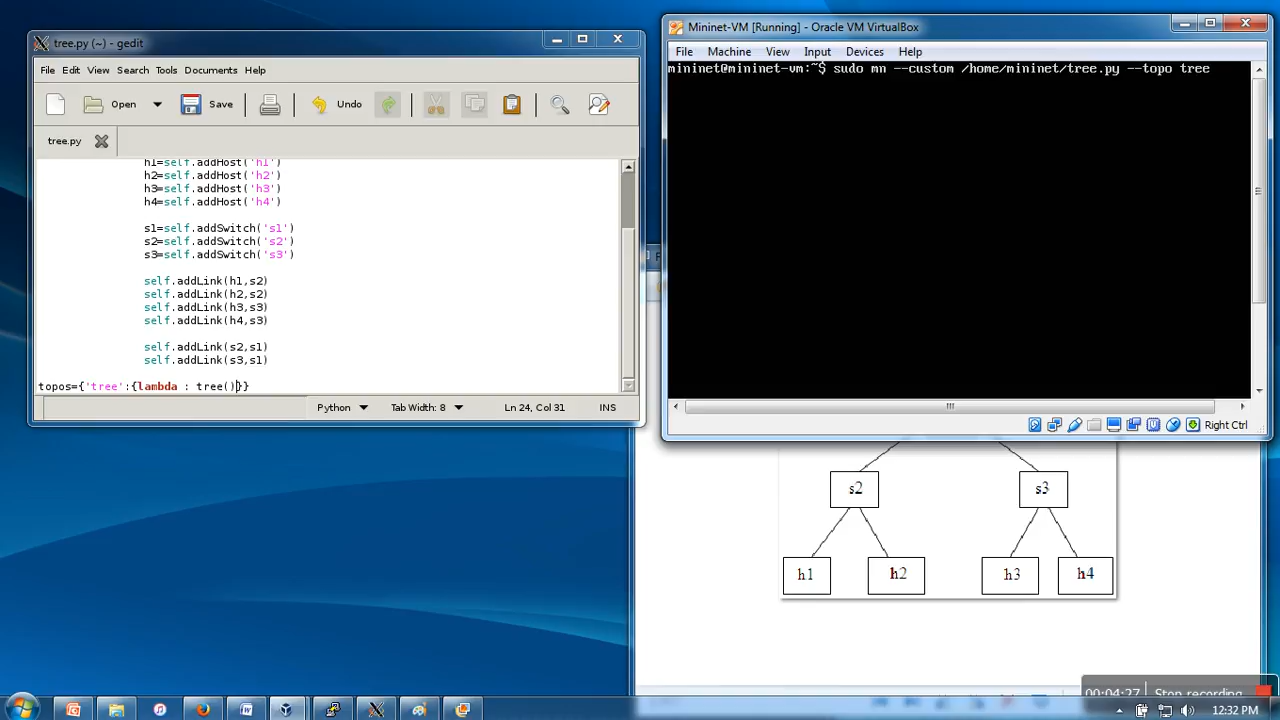 tree.py (~) - gedit
File Edit View Search Tools Documents Help
Open Save Undo
tree.py
h1=self.addHost('h1')
h2=self.addHost('h2')
h3=self.addHost('h3')
h4=self.addHost('h4')
s1=self.addSwitch('s1')
s2=self.addSwitch('s2')
s3=self.addSwitch('s3')
self.addLink(h1,s2)
self.addLink(h2,s2)
self.addLink(h3,s3)
self.addLink(h4,s3)
self.addLink(s2,s1)
self.addLink(s3,s1)
topos={'tree':{lambda : tree()}}
Python Tab Width: 8 Ln 24, Col 31 INS
Mininet-VM [Running] - Oracle VM VirtualBox
File Machine View Input Devices Help
mininet@mininet-vm:~$ sudo mn --custom /home/mininet/tree.py --topo tree
Right Ctrl
s2 s3
h1 h2 h3 h4
00:04:27 Stop recording
12:32 PM